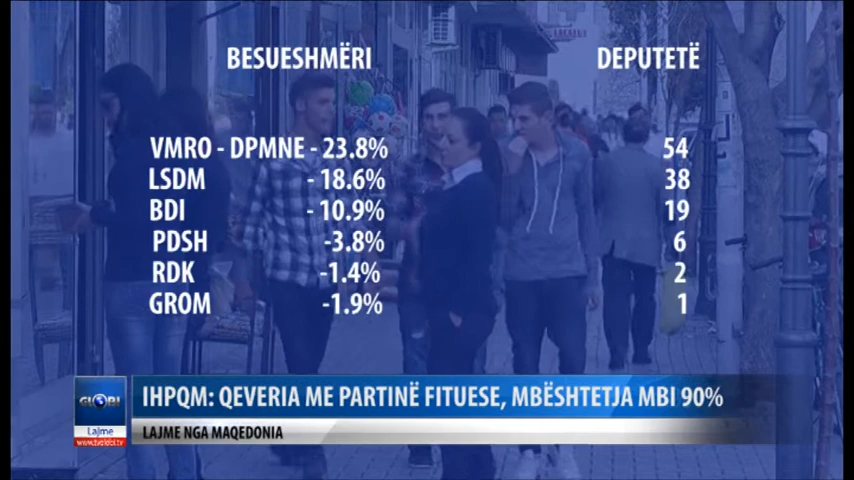 BESUESHMËRI DEPUTETË
VMRO - DPMNE - 23.8% 54
LSDM - 18.6% 38
BDI - 10.9% 19
PDSH -3.8% 6
RDK -1.4% 2
GROM -1.9% 1
IHPQM: QEVERIA ME PARTINË FITUESE, MBËSHTETJA MBI 90%
GLOBI
Lajme
LAJME NGA MAQEDONIA